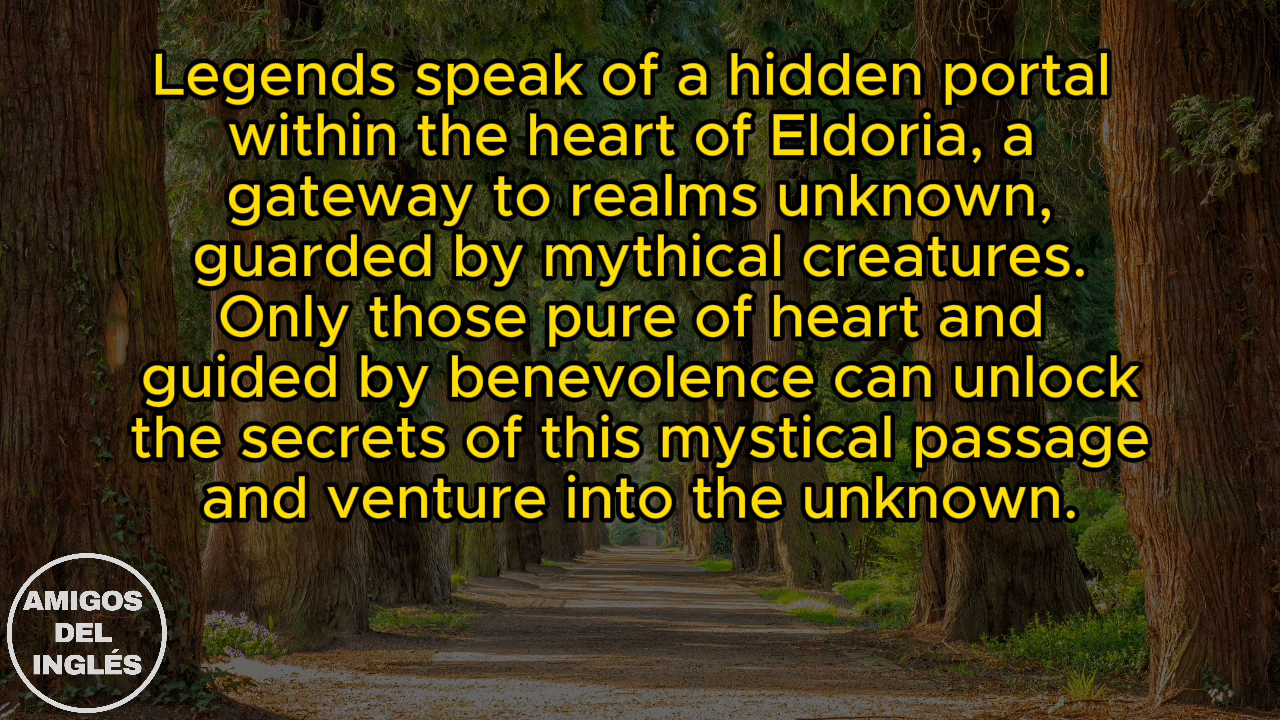 Legends speak of a hidden portal
within the heart of Eldoria, a
gateway to realms unknown,
guarded by mythical creatures.
Only those pure of heart and
guided by benevolence can unlock
the secrets of this mystical passage
and venture into the unknown.
AMIGOS
DEL
INGLÉS